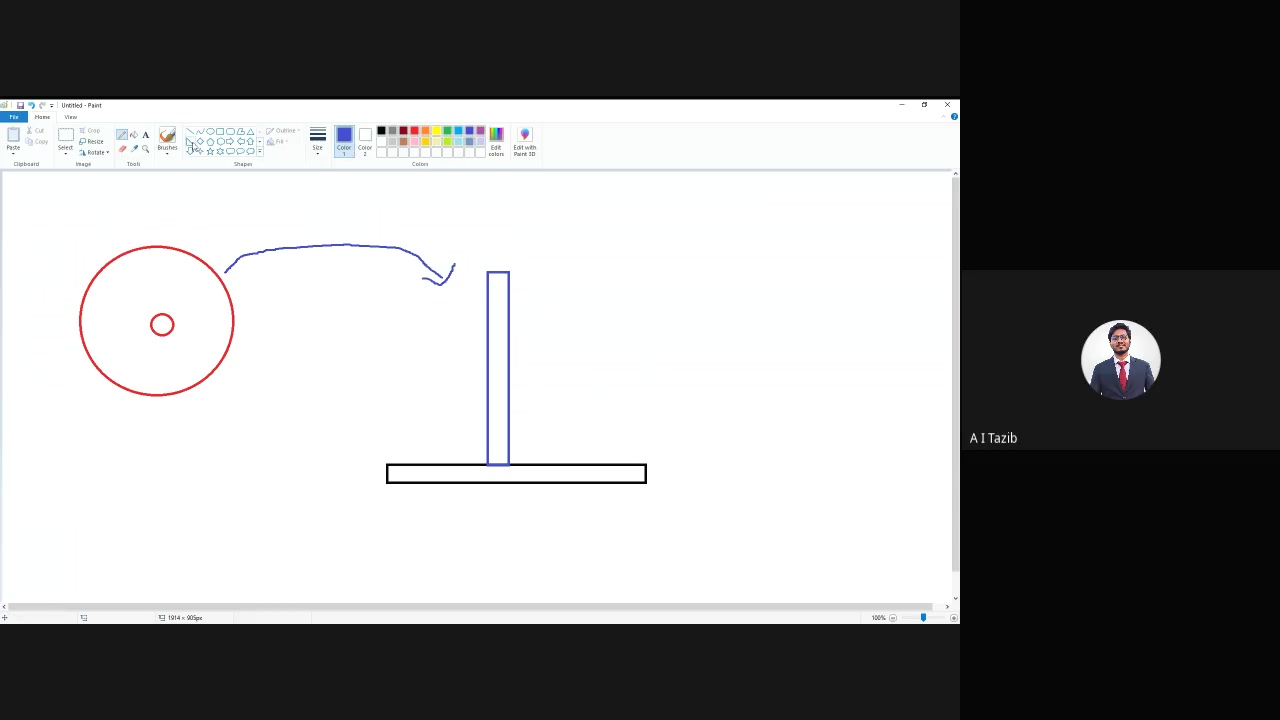 Untitled - Paint
File Home View
Paste
Cut
Copy
Clipboard
Select
Crop
Resize
Rotate
Image
A
Tools
Brushes
Outline
Fill
Shapes
Size
Color 1
Color 2
Colors
Edit colors
Edit with Paint 3D
1914 × 905px
100%
A I Tazib